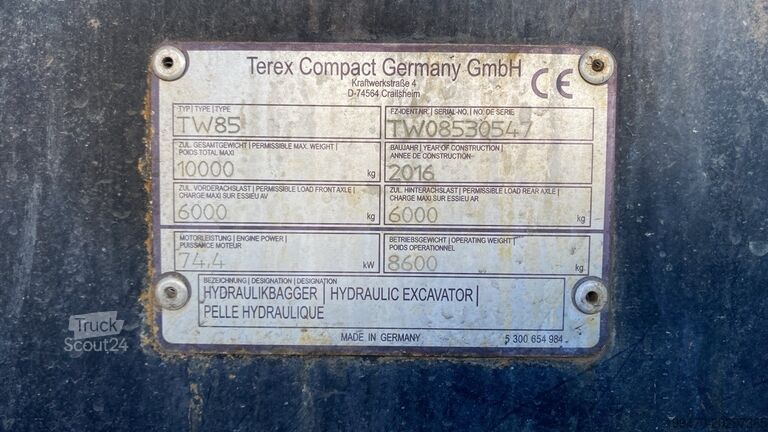 Terex Compact Germany GmbH
Kraftwerkstraße 4
D-74564 Crailsheim
CE
TYP | TYPE | TYPE
TW85
FZ-IDENT.NR. | SERIAL-NO. | NO. DE SERIE
TW08530547
ZUL. GESAMTGEWICHT | PERMISSIBLE MAX. WEIGHT |
POIDS TOTAL MAXI
10000 kg
BAUJAHR | YEAR OF CONSTRUCTION |
ANNEE DE CONSTRUCTION
2016
ZUL. VORDERACHSLAST | PERMISSIBLE LOAD FRONT AXLE |
CHARGE MAXI SUR ESSIEU AV
6000 kg
ZUL. HINTERACHSLAST | PERMISSIBLE LOAD REAR AXLE |
CHARGE MAXI SUR ESSIEU AR
6000 kg
MOTORLEISTUNG | ENGINE POWER |
PUISSANCE MOTEUR
74.4 kW
BETRIEBSGEWICHT | OPERATING WEIGHT |
POIDS OPERATIONNEL
8600 kg
BEZEICHNUNG | DESIGNATION | DESIGNATION
HYDRAULIKBAGGER | HYDRAULIC EXCAVATOR |
PELLE HYDRAULIQUE
MADE IN GERMANY
5 300 654 984
Truck
Scout24